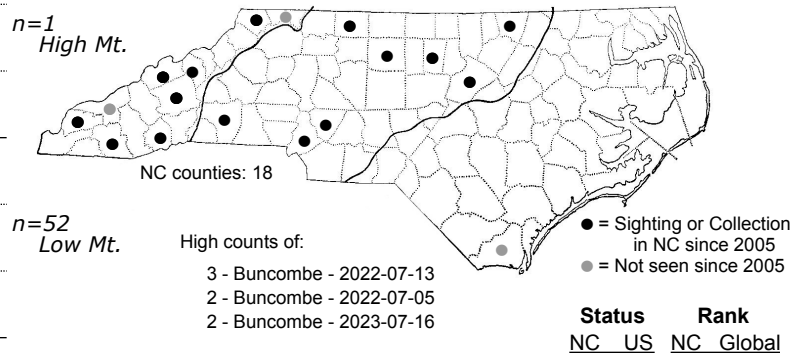 n=1
High Mt.
NC counties: 18
n=52
Low Mt.
High counts of:
3 - Buncombe - 2022-07-13
2 - Buncombe - 2022-07-05
2 - Buncombe - 2023-07-16
● = Sighting or Collection
in NC since 2005
● = Not seen since 2005
Status Rank
NC US NC Global